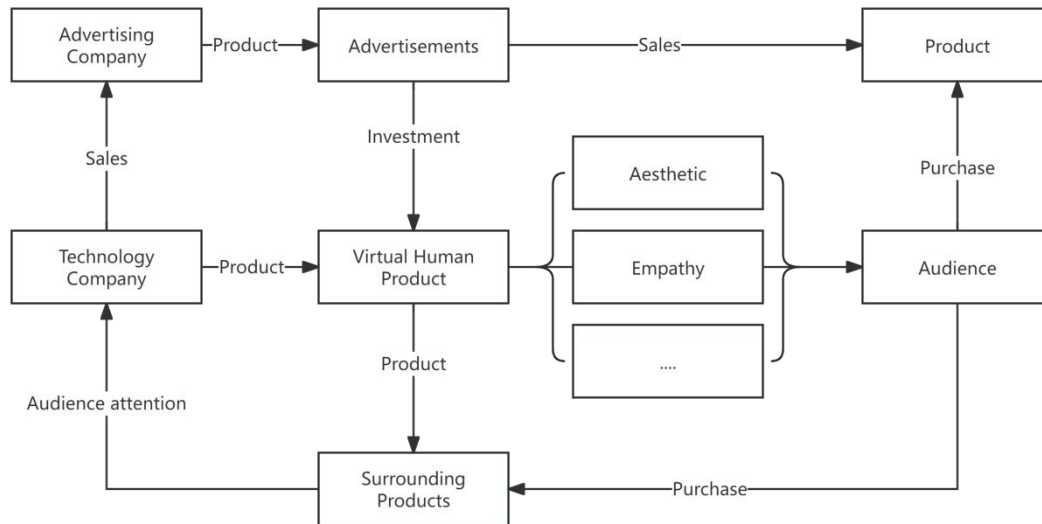 Advertising
Company
Product
Advertisements
Sales
Product
Sales
Investment
Aesthetic
Purchase
Technology
Company
Product
Virtual Human
Product
Empathy
Audience
Product
....
Audience attention
Surrounding
Products
Purchase